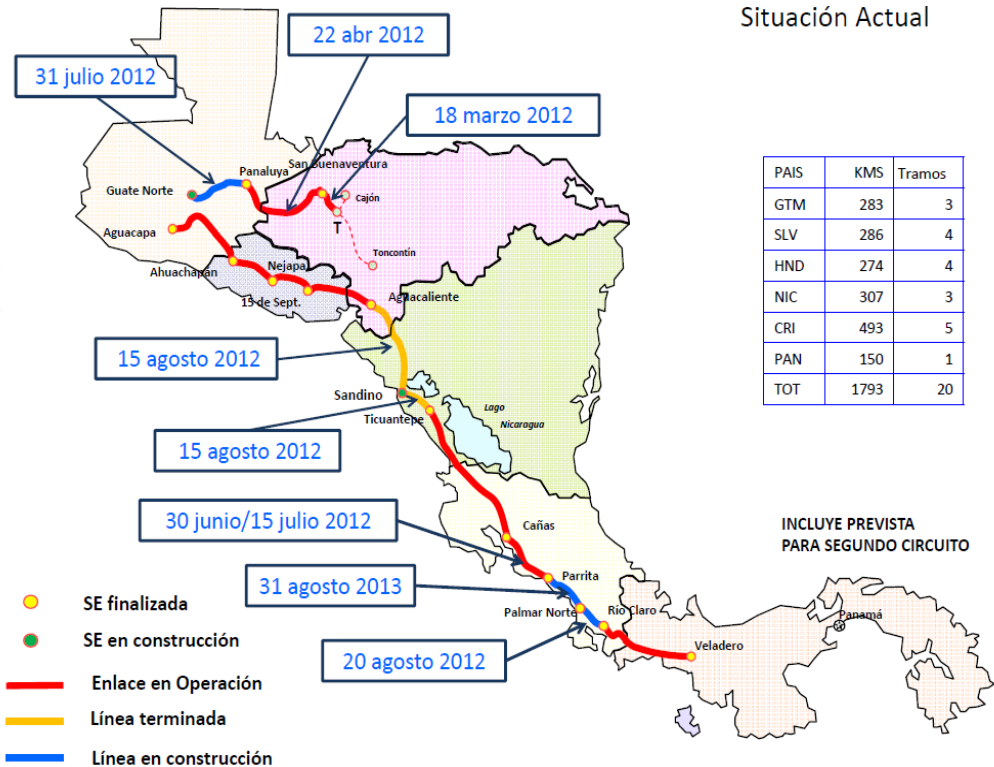 Situación Actual
22 abr 2012
31 julio 2012
18 marzo 2012
San Buenaventura
Panaluya
Guate Norte
Cajón
T
Aguacapa
Toncontín
Ahuachapán
Nejapa
15 de Sept.
Aguacaliente
PAIS KMS Tramos
GTM 283 3
SLV 286 4
HND 274 4
NIC 307 3
CRI 493 5
PAN 150 1
TOT 1793 20
15 agosto 2012
Sandino
Lago
Nicaragua
Ticuantepe
15 agosto 2012
30 junio/15 julio 2012
Cañas
INCLUYE PREVISTA
PARA SEGUNDO CIRCUITO
31 agosto 2013
Parrita
Palmar Norte
Río Claro
Panamá
20 agosto 2012
Veladero
SE finalizada
SE en construcción
Enlace en Operación
Línea terminada
Línea en construcción